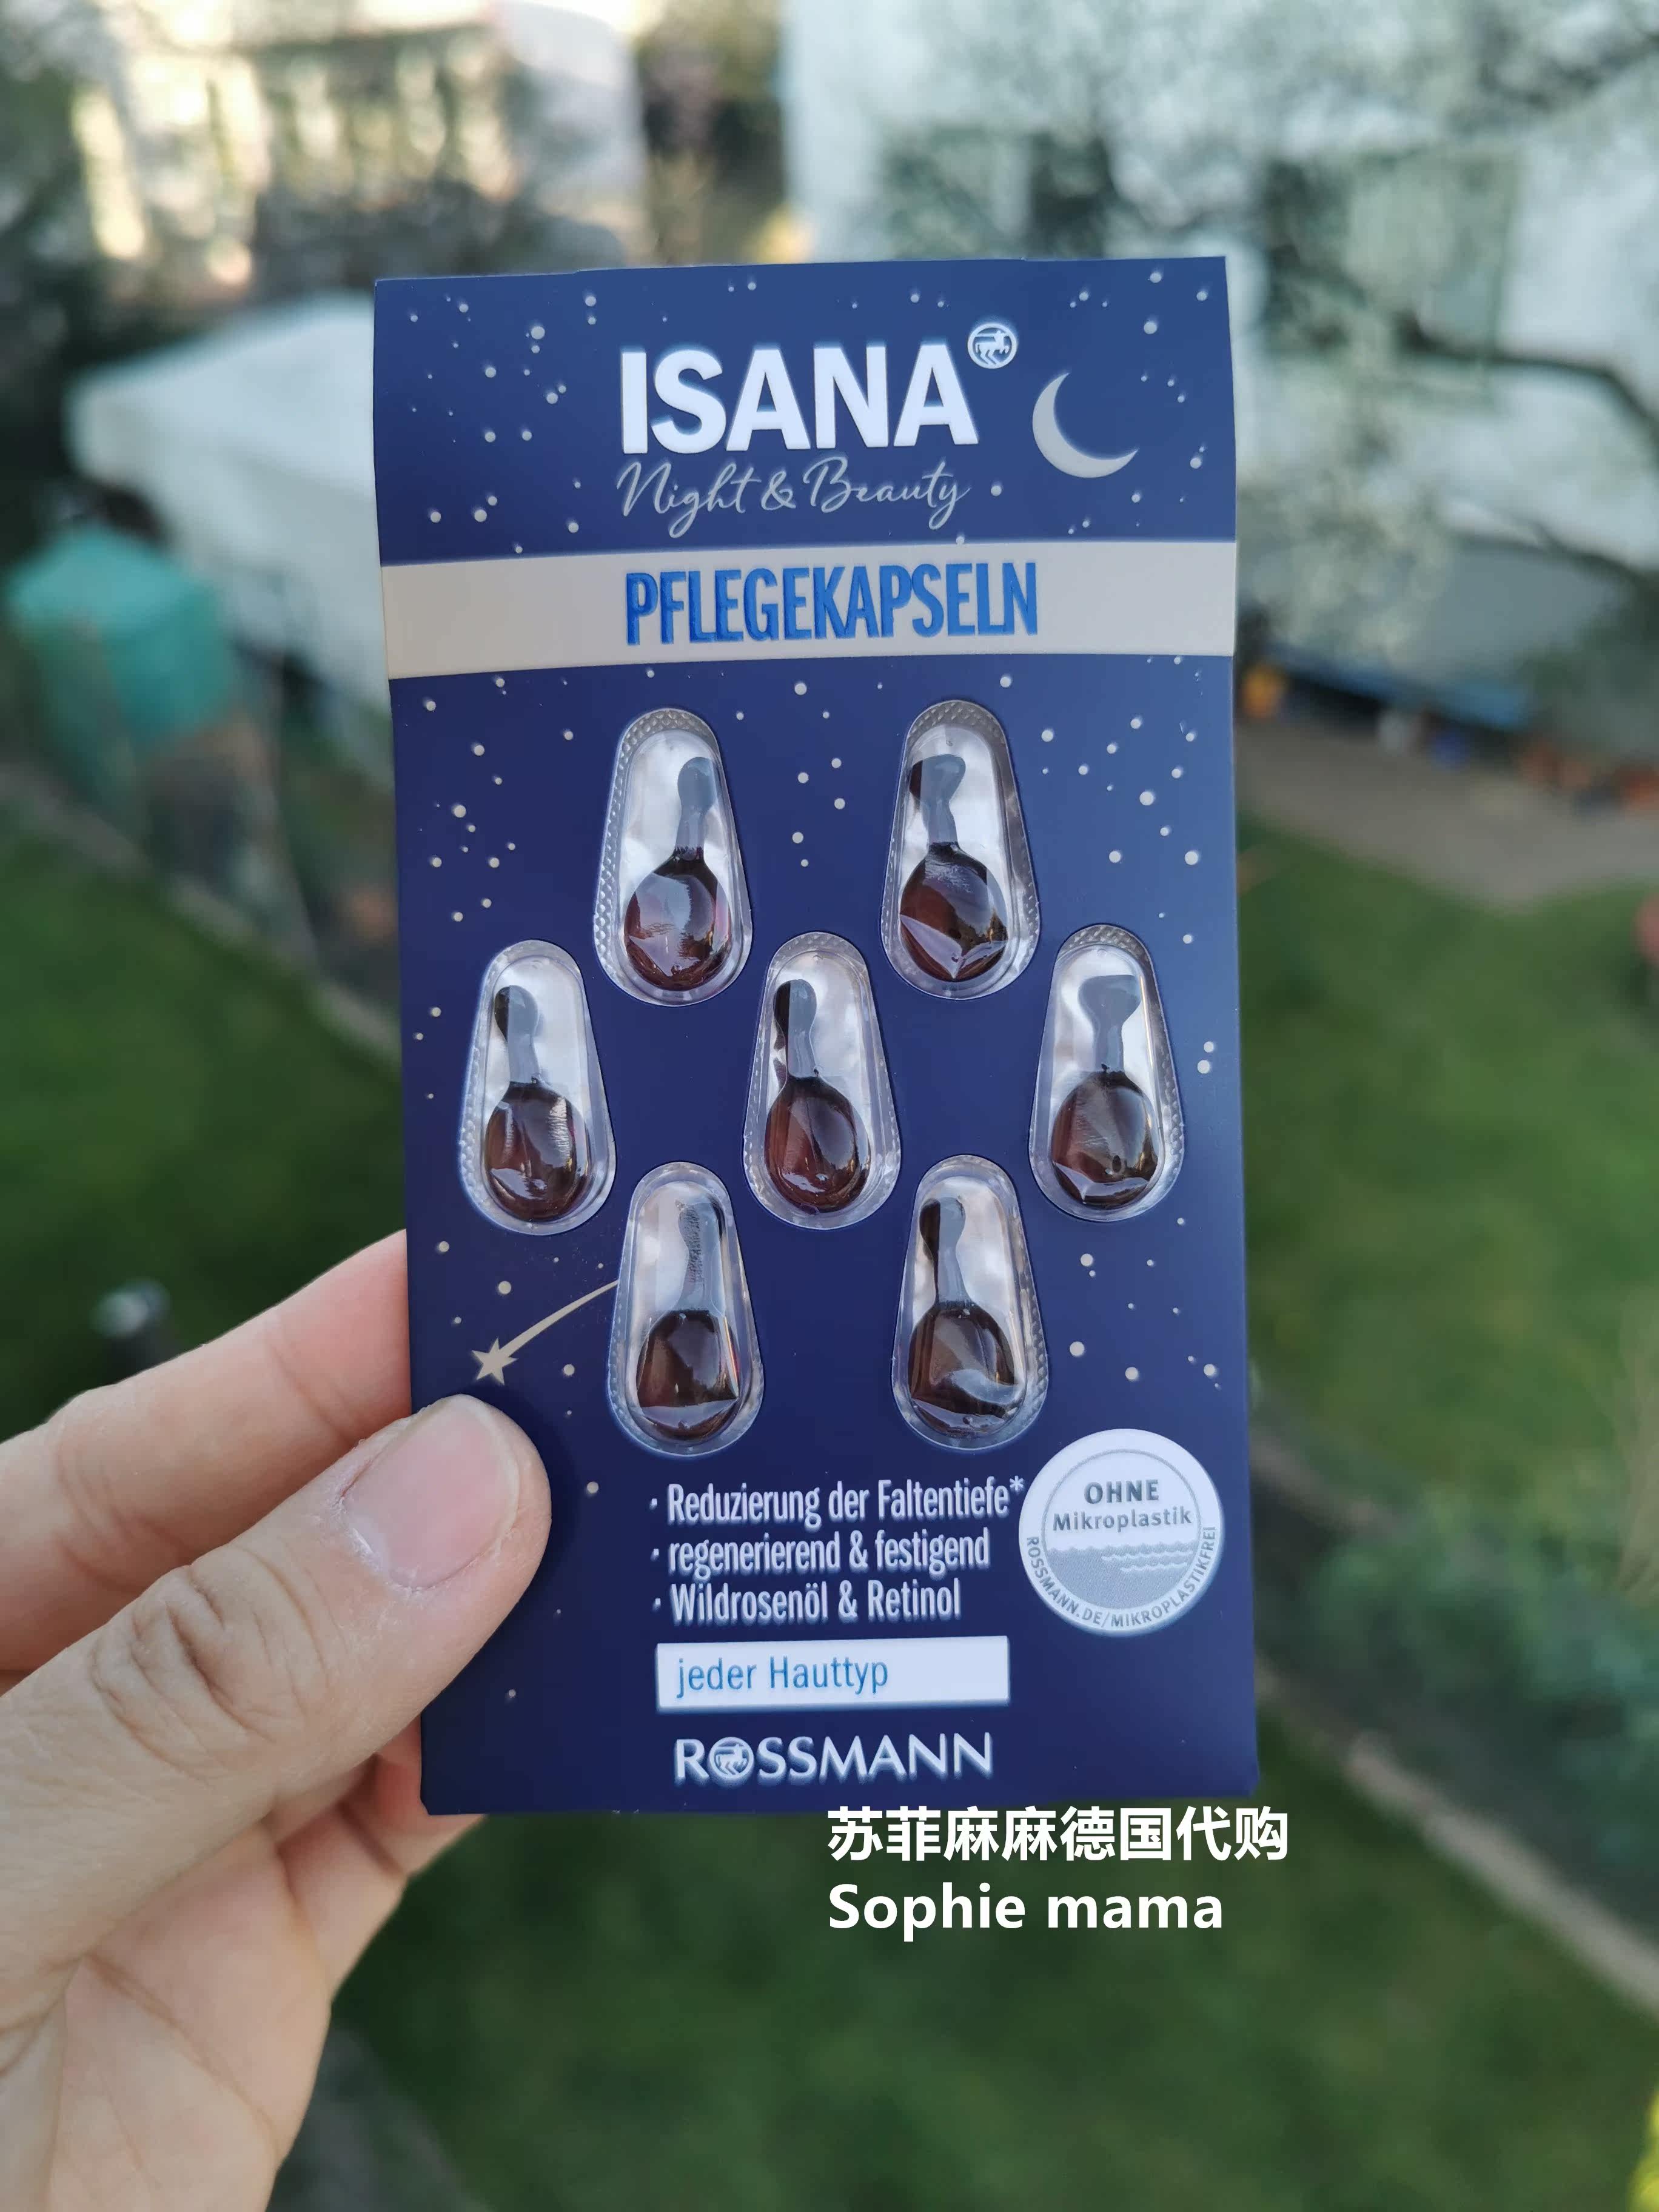 ISANA
Night & Beauty
PFLEGEKAPSELN
· Reduzierung der Faltentiefe*
· regenerierend & festigend
· Wildrosenöl & Retinol
OHNE
Mikroplastik
ROSSMANN.DE/MIKROPLASTIKFREI
jeder Hauttyp
ROSSMANN
苏菲麻麻德国代购
Sophie mama